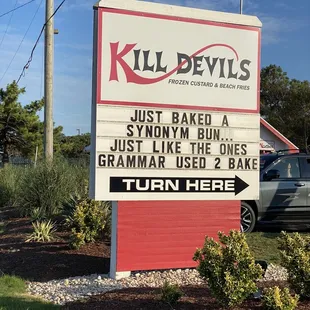 KILL DEVILS
FROZEN CUSTARD & BEACH FRIES
JUST BAKED A
SYNONYM BUN...
JUST LIKE THE ONES
GRAMMAR USED 2 BAKE
TURN HERE